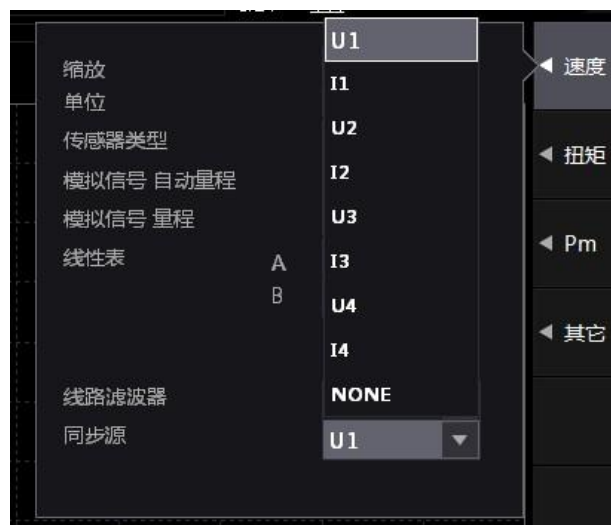 U1
缩放
I1
单位
U2
传感器类型
I2
模拟信号 自动量程
U3
模拟信号 量程
线性表
A
I3
B
U4
I4
线路滤波器
NONE
同步源
U1
速度
扭矩
Pm
其它